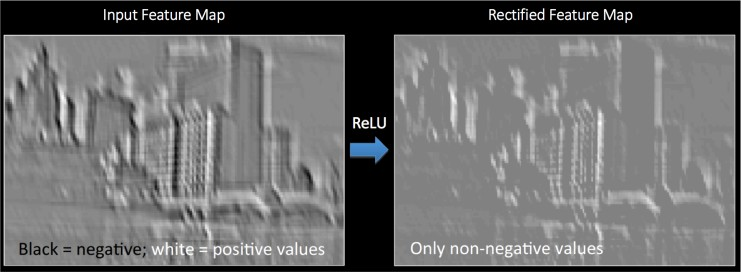 Input Feature Map
Rectified Feature Map
ReLU
Black = negative; white = positive values
Only non-negative values